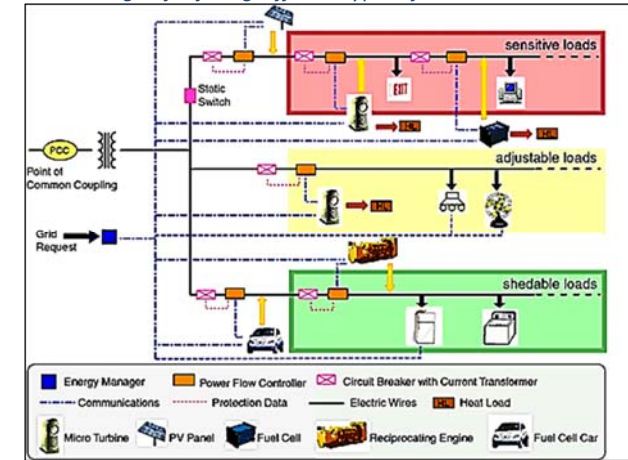 sensitive loads
EXIT
Static
Switch
HL
HL
PCC
Point of
Common Coupling
adjustable loads
HL
Grid
Request
shedable loads
Energy Manager
Power Flow Controller
Circuit Breaker with Current Transformer
Communications
Protection Data
Electric Wires
HL
Heat Load
Micro Turbine
PV Panel
Fuel Cell
Reciprocating Engine
Fuel Cell Car